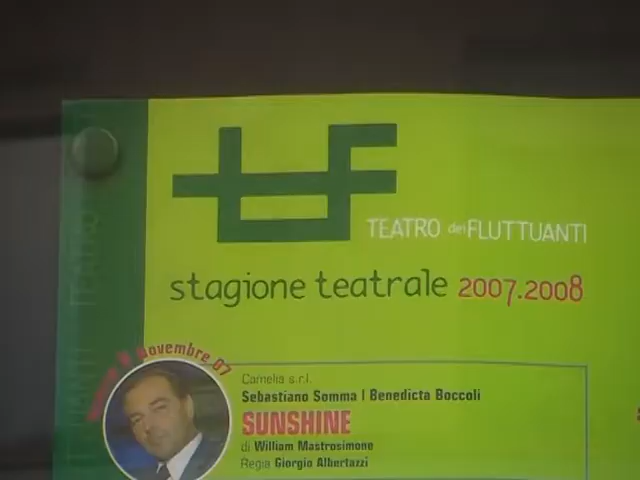 TEATRO dei FLUTTUANTI
stagione teatrale 2007.2008
novembre 07
Camelia s.r.l.
Sebastiano Somma | Benedicta Boccoli
SUNSHINE
di William Mastrosimone
Regia Giorgio Albertazzi